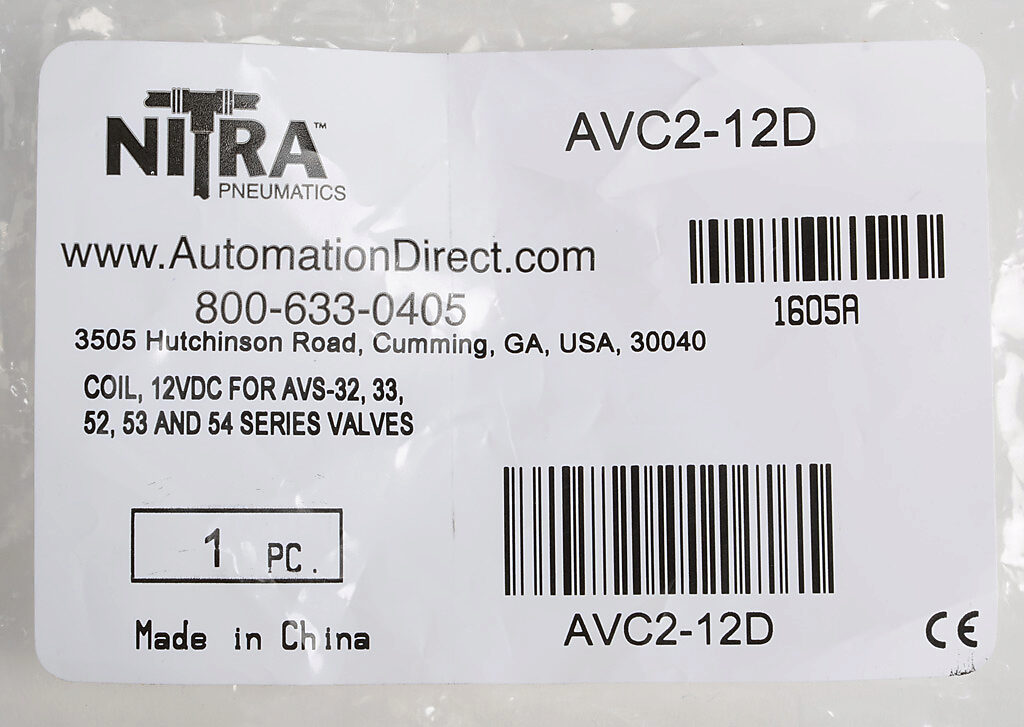 NITRA™
PNEUMATICS
AVC2-12D
www.AutomationDirect.com
800-633-0405
1605A
3505 Hutchinson Road, Cumming, GA, USA, 30040
COIL, 12VDC FOR AVS-32, 33,
52, 53 AND 54 SERIES VALVES
1 PC.
Made in China
AVC2-12D
CE